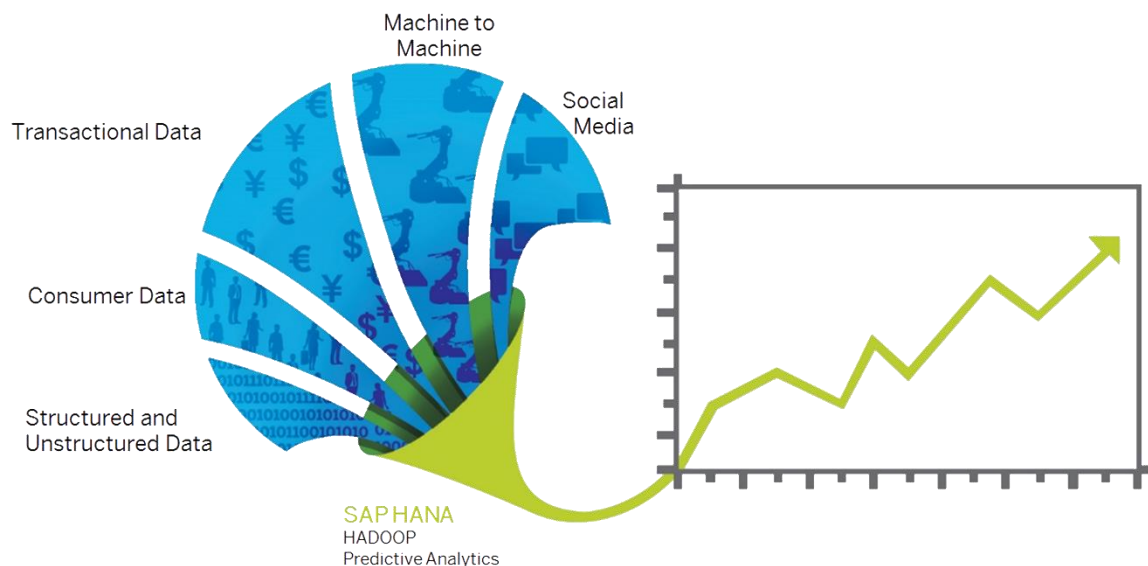 Machine to
Machine
Social
Media
Transactional Data
Consumer Data
Structured and
Unstructured Data
SAP HANA
HADOOP
Predictive Analytics